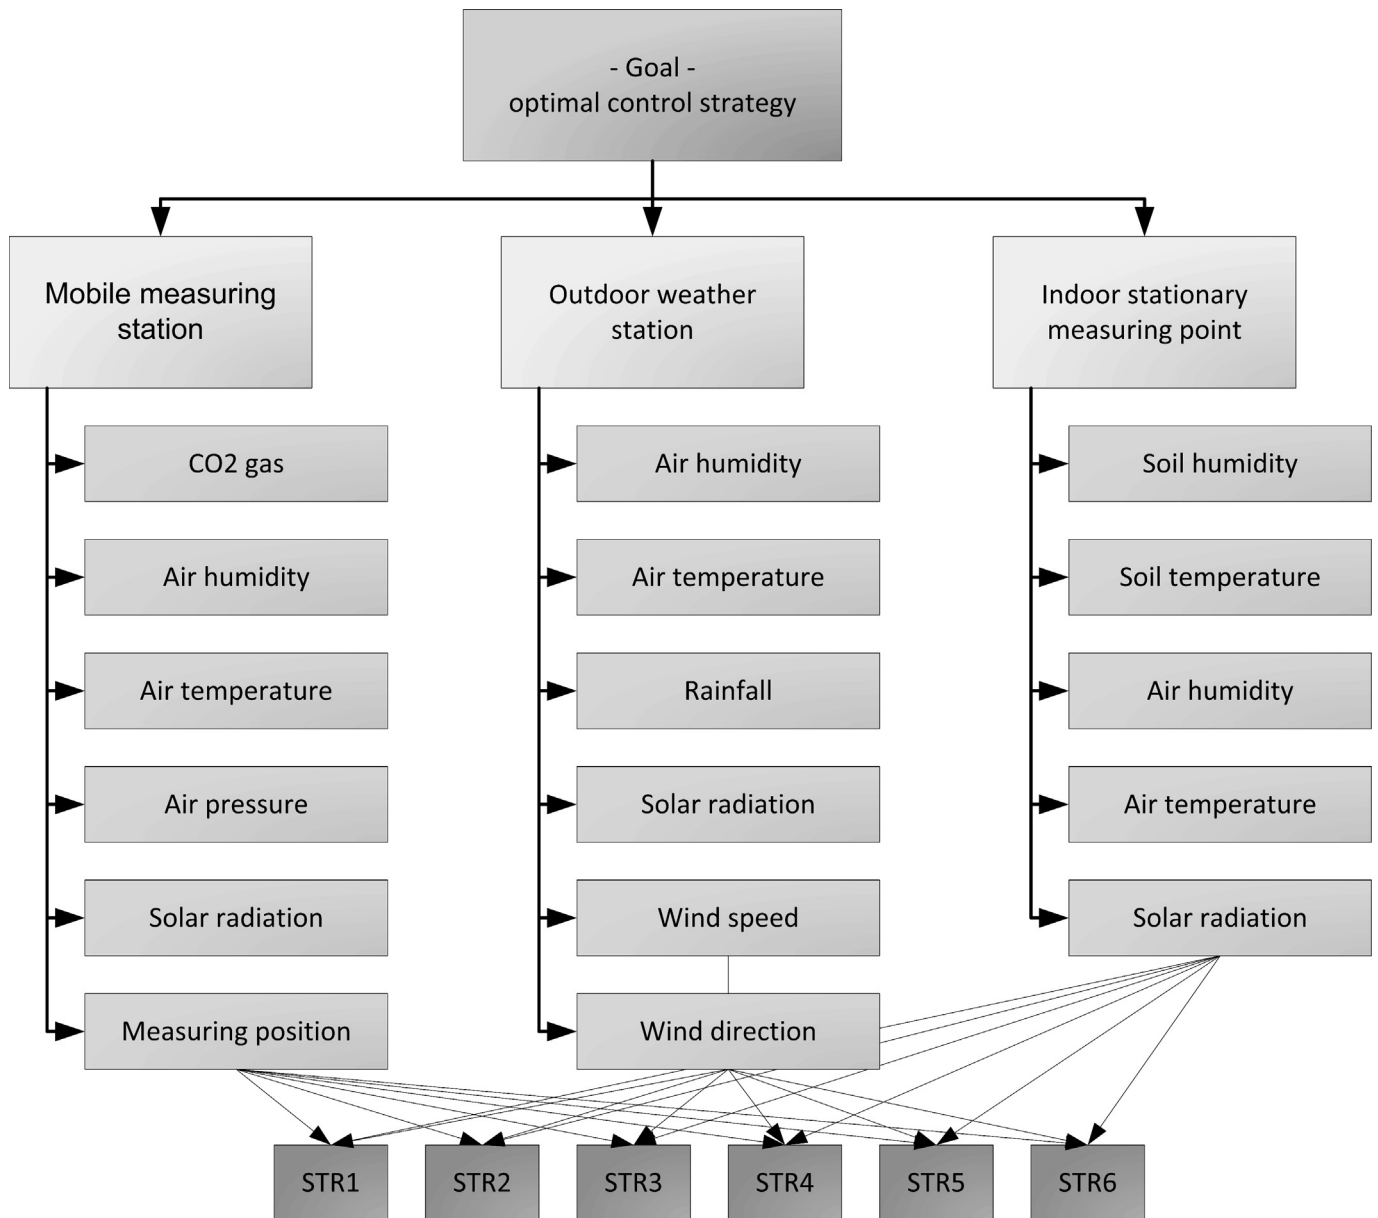 - Goal -
optimal control strategy
Mobile measuring
station
Outdoor weather
station
Indoor stationary
measuring point
CO2 gas
Air humidity
Air temperature
Air pressure
Solar radiation
Measuring position
Air humidity
Air temperature
Rainfall
Solar radiation
Wind speed
Wind direction
Soil humidity
Soil temperature
Air humidity
Air temperature
Solar radiation
STR1
STR2
STR3
STR4
STR5
STR6